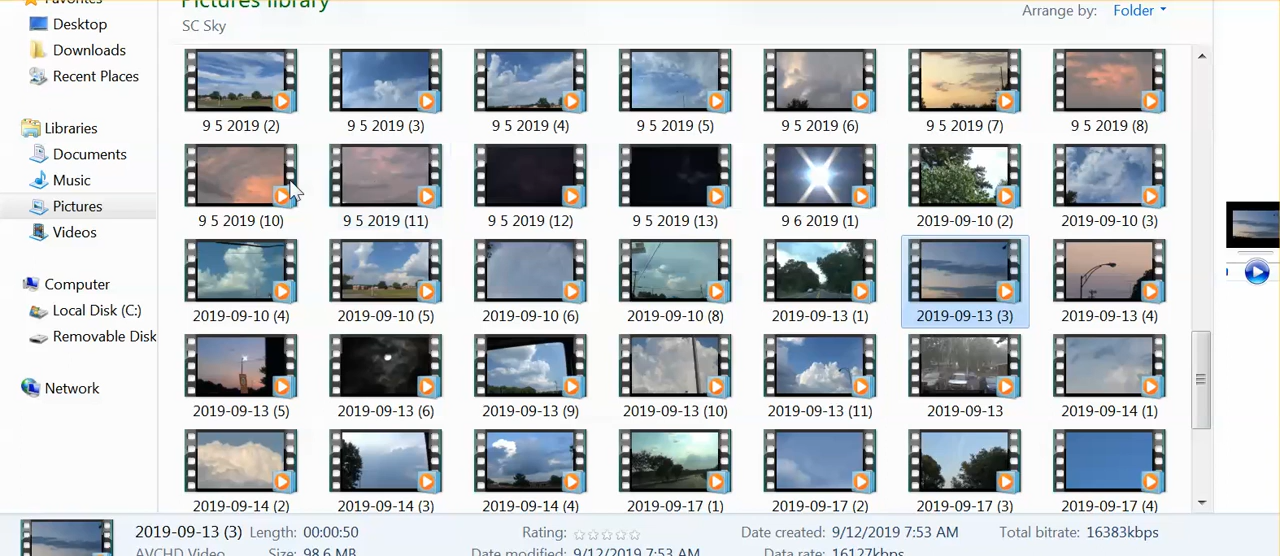 Favorites
Pictures library
Arrange by: Folder
SC Sky
Desktop
Downloads
Recent Places
Libraries
Documents
Music
Pictures
Videos
Computer
Local Disk (C:)
Removable Disk
Network
9 5 2019 (2)
9 5 2019 (3)
9 5 2019 (4)
9 5 2019 (5)
9 5 2019 (6)
9 5 2019 (7)
9 5 2019 (8)
9 5 2019 (10)
9 5 2019 (11)
9 5 2019 (12)
9 5 2019 (13)
9 6 2019 (1)
2019-09-10 (2)
2019-09-10 (3)
2019-09-10 (4)
2019-09-10 (5)
2019-09-10 (6)
2019-09-10 (8)
2019-09-13 (1)
2019-09-13 (3)
2019-09-13 (4)
2019-09-13 (5)
2019-09-13 (6)
2019-09-13 (9)
2019-09-13 (10)
2019-09-13 (11)
2019-09-13
2019-09-14 (1)
2019-09-14 (2)
2019-09-14 (3)
2019-09-14 (4)
2019-09-17 (1)
2019-09-17 (2)
2019-09-17 (3)
2019-09-17 (4)
2019-09-13 (3) Length: 00:00:50 Rating: Date created: 9/12/2019 7:53 AM Total bitrate: 16383kbps
AVCHD Video Size: 98.6 MB Date modified: 9/12/2019 7:53 AM Data rate: 16127kbps